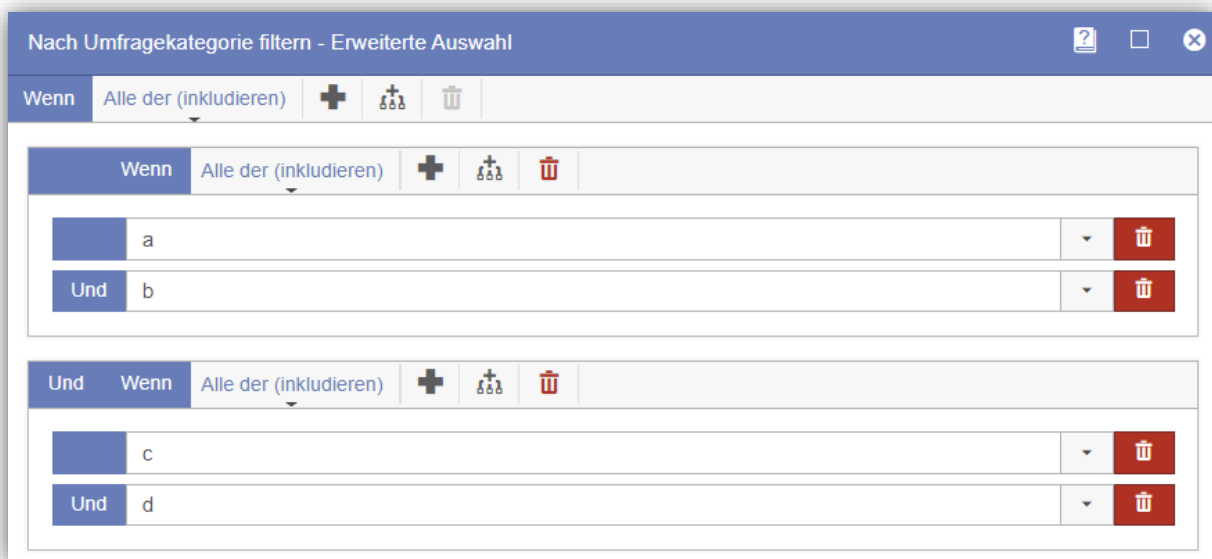 Nach Umfragekategorie filtern - Erweiterte Auswahl
Wenn Alle der (inkludieren)
Wenn Alle der (inkludieren)
a
Und b
Und Wenn Alle der (inkludieren)
c
Und d